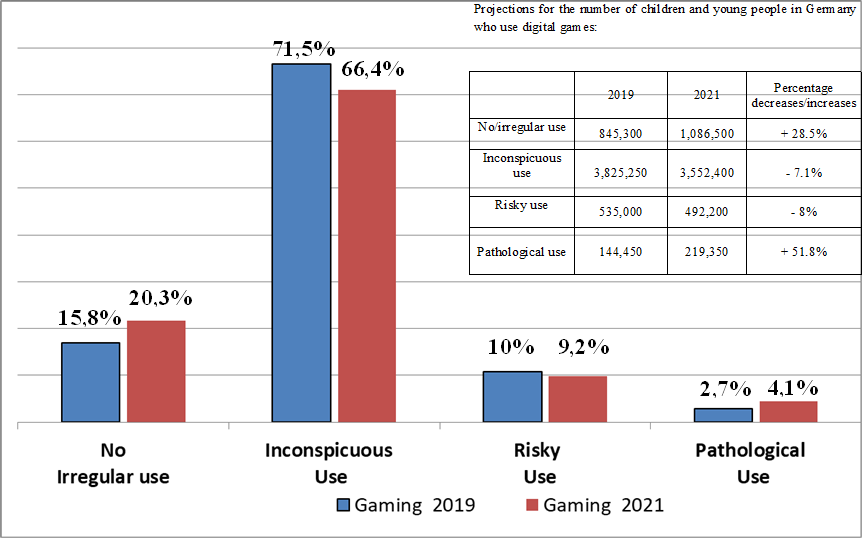 Projections for the number of children and young people in Germany
who use digital games:
2019 2021 Percentage
decreases/increases
No/irregular use 845,300 1,086,500 + 28.5%
Inconspicuous
use 3,825,250 3,552,400 - 7.1%
Risky use 535,000 492,200 - 8%
Pathological use 144,450 219,350 + 51.8%
71,5%
66,4%
15,8%
20,3%
10%
9,2%
2,7%
4,1%
No
Irregular use
Inconspicuous
Use
Risky
Use
Pathological
Use
Gaming 2019
Gaming 2021